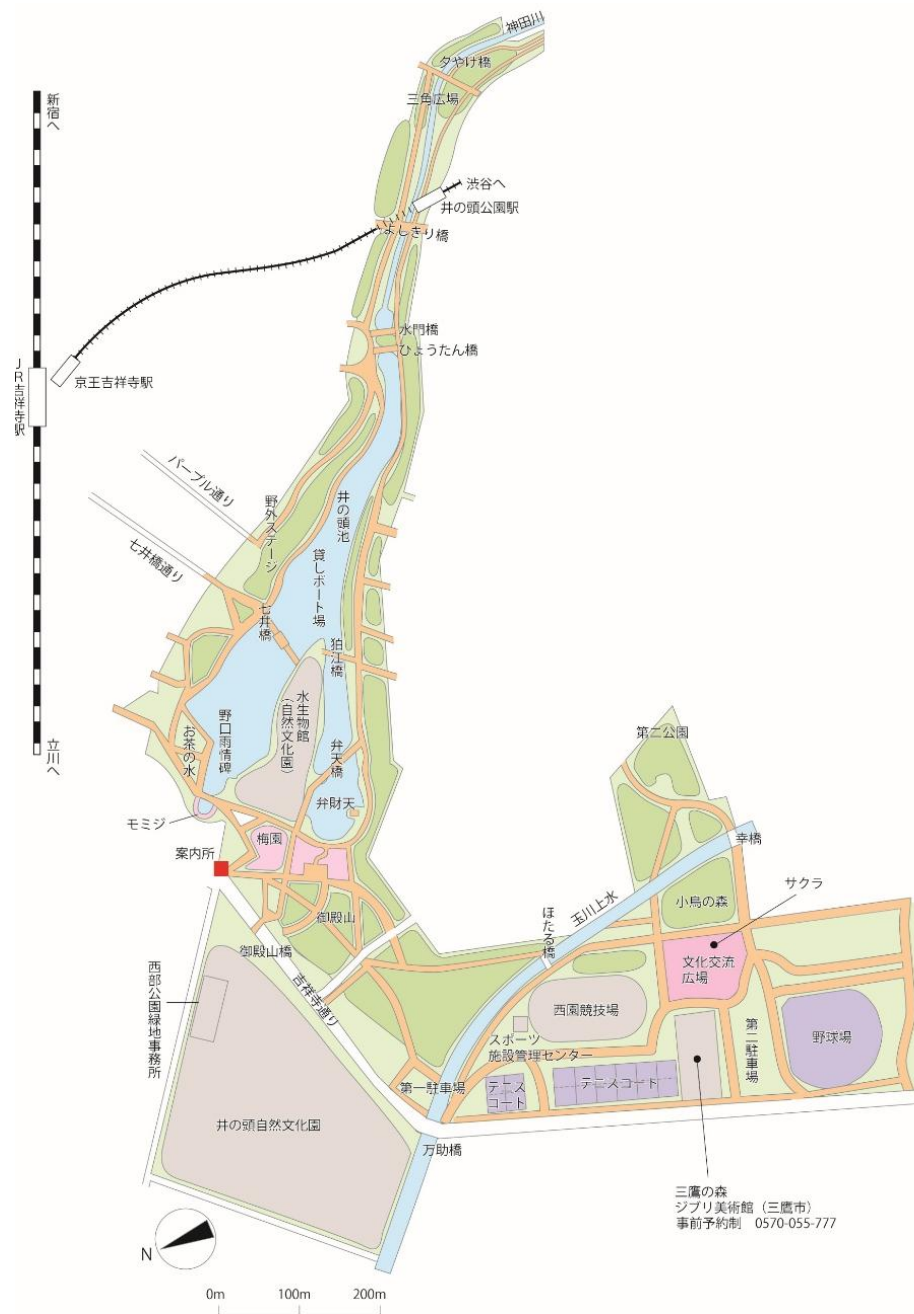 神田川
夕やけ橋
三角広場
新宿へ
渋谷へ
井の頭公園駅
よしきり橋
水門橋
ひょうたん橋
JR吉祥寺駅
京王吉祥寺駅
パープル通り
七井橋通り
野外ステージ
井の頭池
貸しボート場
七井橋
狛江橋
水生物館
（自然文化園）
野口雨情碑
お茶の水
弁天橋
弁財天
立川へ
モミジ
梅園
案内所
御殿山
御殿山橋
吉祥寺通り
西部公園緑地事務所
井の頭自然文化園
第二公園
幸橋
玉川上水
小鳥の森
サクラ
ほたる橋
文化交流
広場
西園競技場
スポーツ
施設管理センター
第二駐車場
野球場
第一駐車場
テニス
コート
テニスコート
万助橋
三鷹の森
ジブリ美術館（三鷹市）
事前予約制　0570-055-777
N
0m
100m
200m